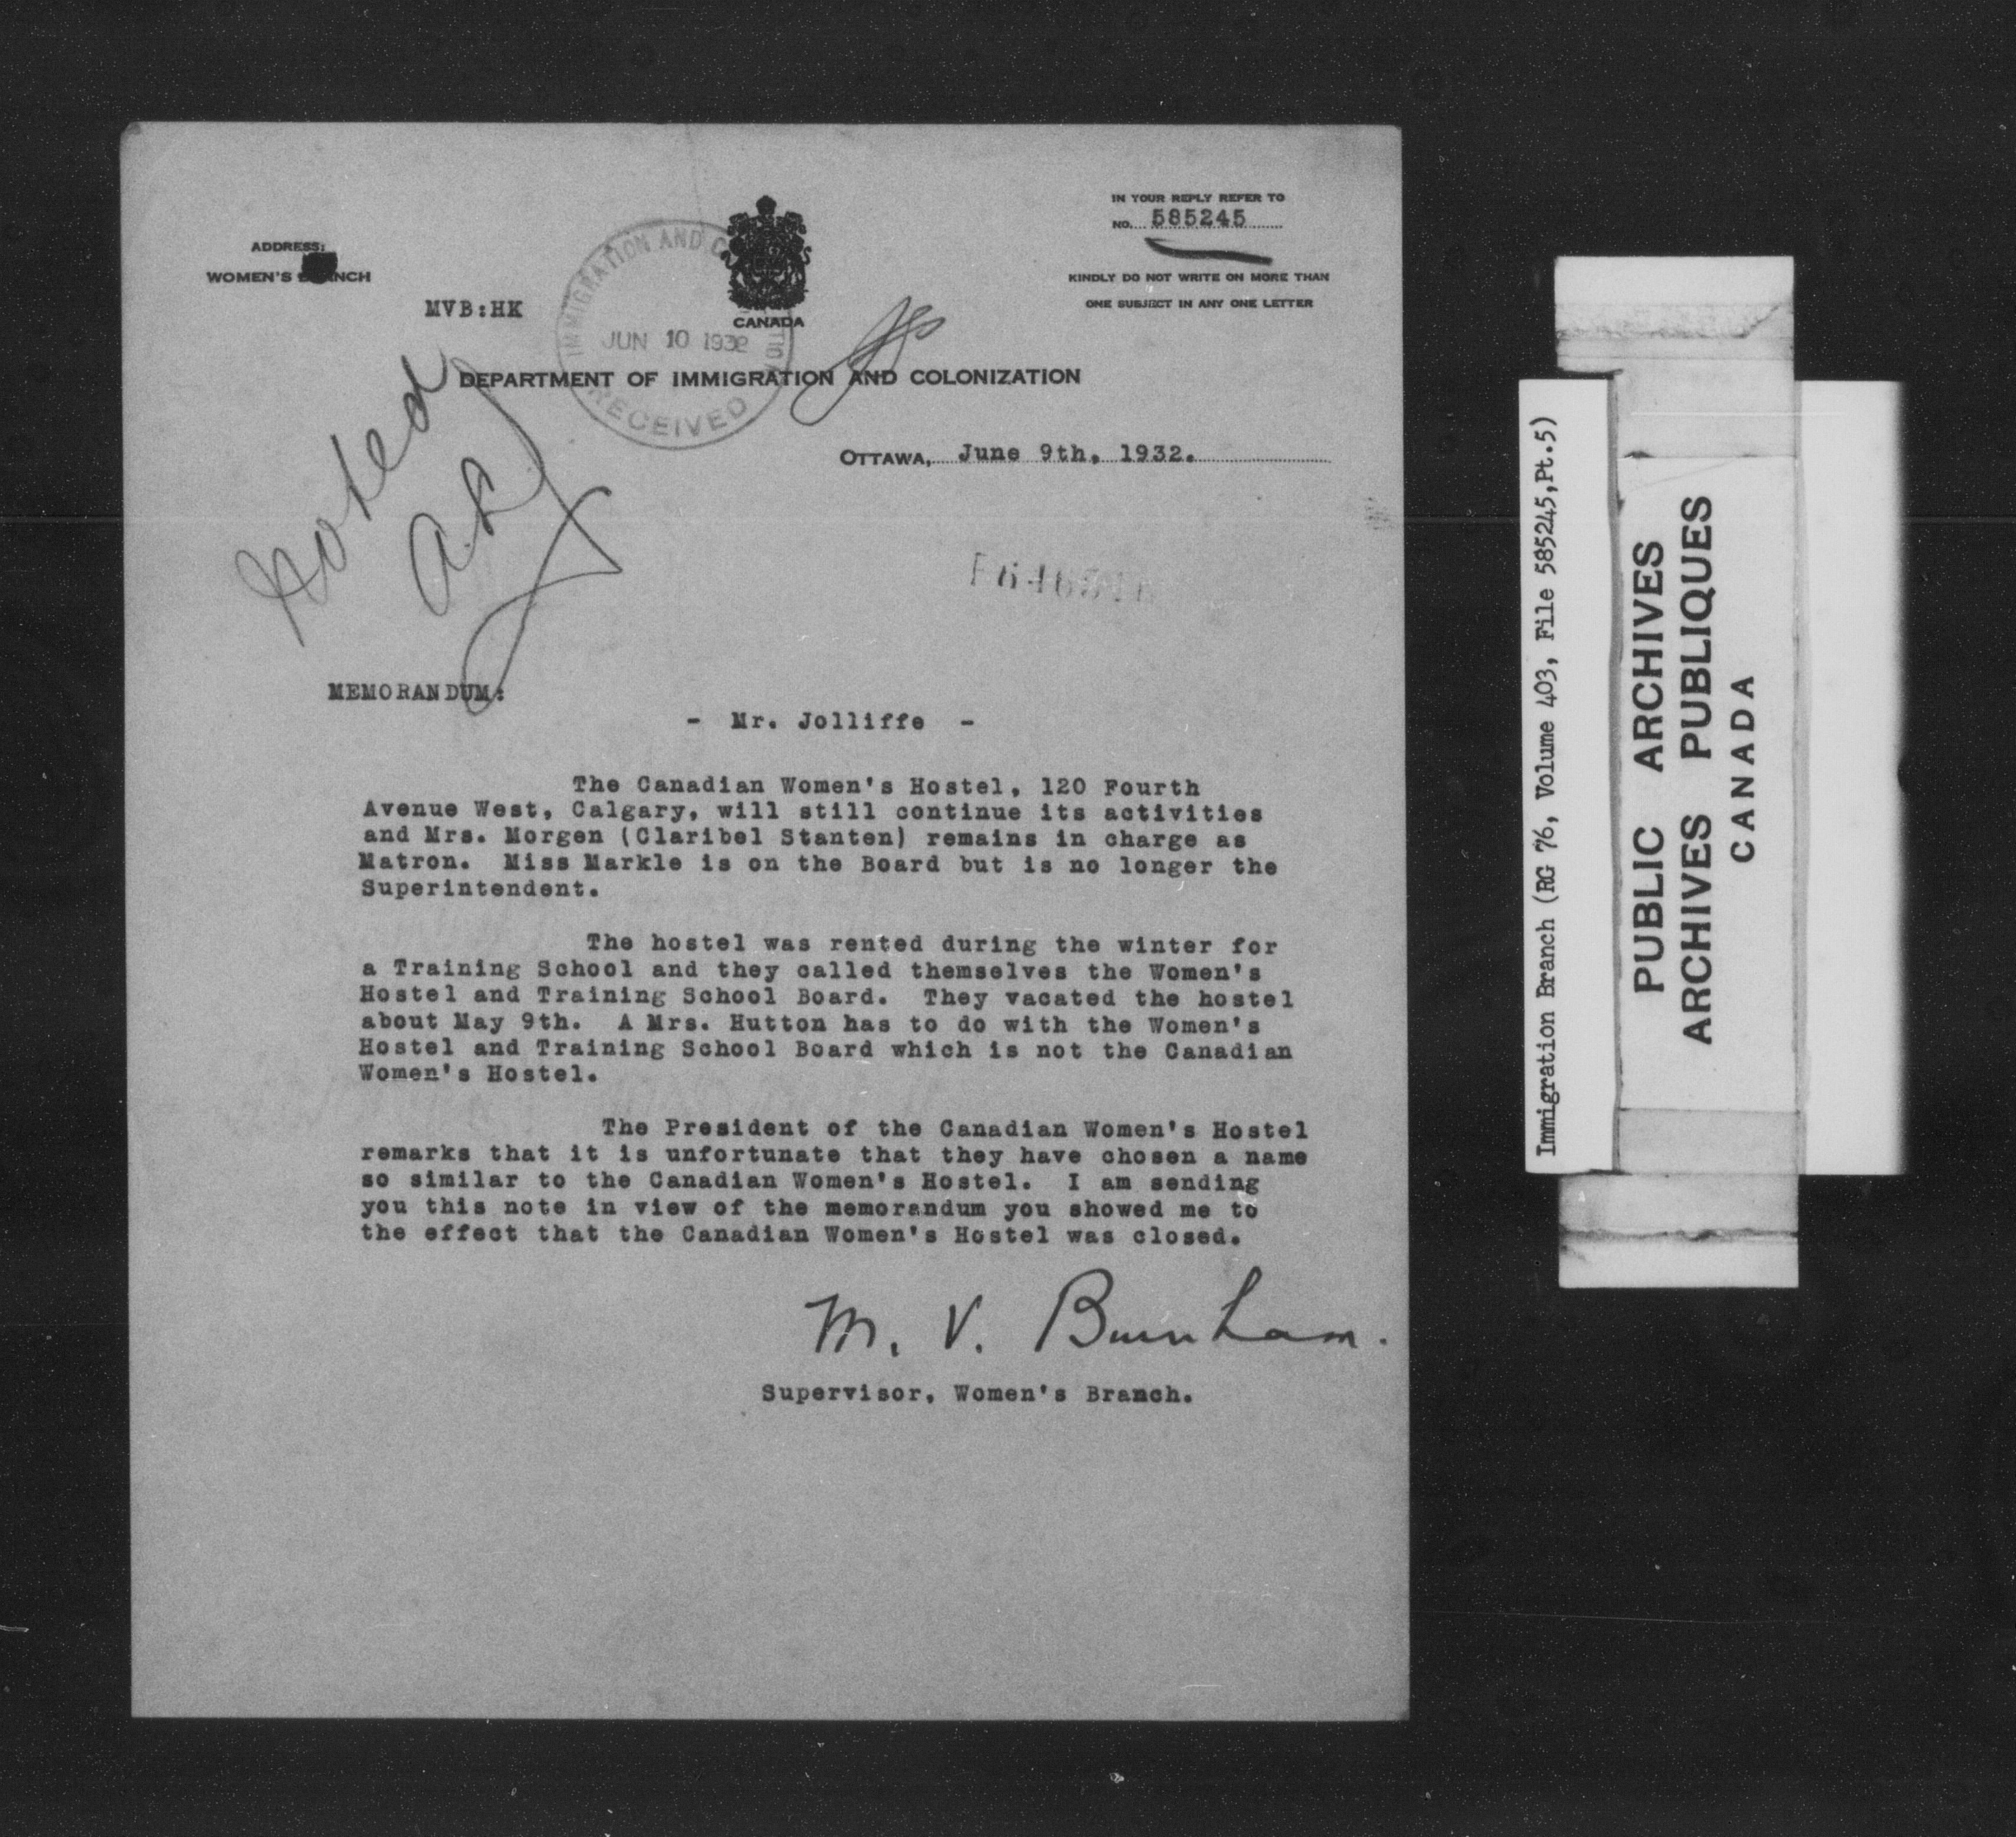 IN YOUR REPLY REFER TO
NO. 585245
KINDLY DO NOT WRITE ON MORE THAN
ONE SUBJECT IN ANY ONE LETTER
ADDRESS:
WOMEN'S BRANCH
MVB:HK
IMMIGRATION AND
JUN 10 1932
RECEIVED
CANADA
DEPARTMENT OF IMMIGRATION AND COLONIZATION
OTTAWA, June 9th, 1932.
Noted
MEMORANDUM:
- Mr. Jolliffe -
The Canadian Women's Hostel, 120 Fourth
Avenue West, Calgary, will still continue its activities
and Mrs. Morgen (Claribel Stanten) remains in charge as
Matron. Miss Markle is on the Board but is no longer the
Superintendent.
The hostel was rented during the winter for
a Training School and they called themselves the Women's
Hostel and Training School Board. They vacated the hostel
about May 9th. A Mrs. Hutton has to do with the Women's
Hostel and Training School Board which is not the Canadian
Women's Hostel.
The President of the Canadian Women's Hostel
remarks that it is unfortunate that they have chosen a name
so similar to the Canadian Women's Hostel. I am sending
you this note in view of the memorandum you showed me to
the effect that the Canadian Women's Hostel was closed.
M. V. Burnham.
Supervisor, Women's Branch.
Immigration Branch (RG 76, Volume 403, File 585245,Pt.5)
PUBLIC ARCHIVES
ARCHIVES PUBLIQUES
CANADA